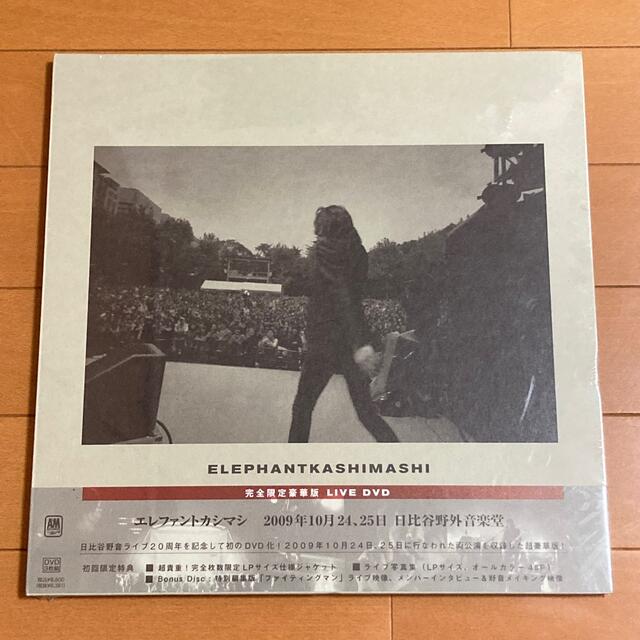 ELEPHANTKASHIMASHI
完全限定豪華版 LIVE DVD
AM
エレファントカシマシ 2009年10月24、25日 日比谷野外音楽堂
日比谷野音ライブ20周年を記念して初のDVD化!2009年10月24日、25日に行なわれた両公演を収録した超豪華版!
DVD
3枚組
初回限定特典 ■ 超貴重!完全枚数限定LPサイズ仕様ジャケット ■ ライブ写真集(LPサイズ、オールカラー48P)
■ Bonus Disc:特別編集版「ファイティングマン」ライブ映像、メンバーインタビュー&野音メイキング映像